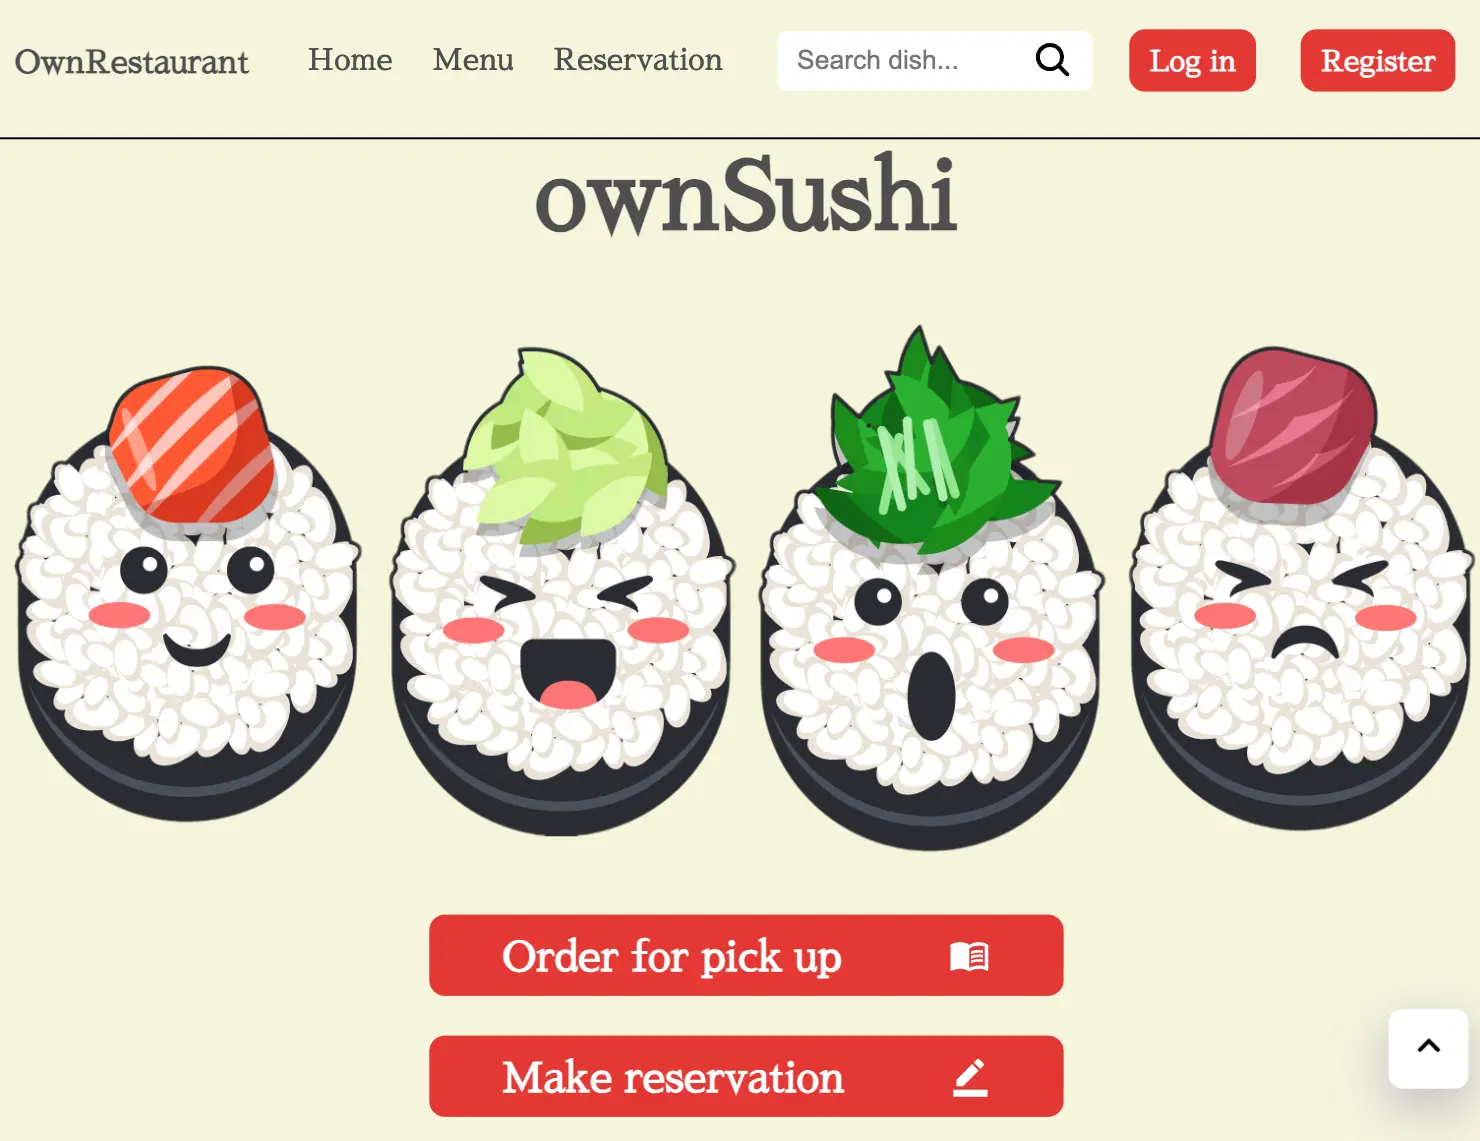 OwnRestaurant Home Menu Reservation Search dish... Log in Register
ownSushi
Order for pick up
Make reservation